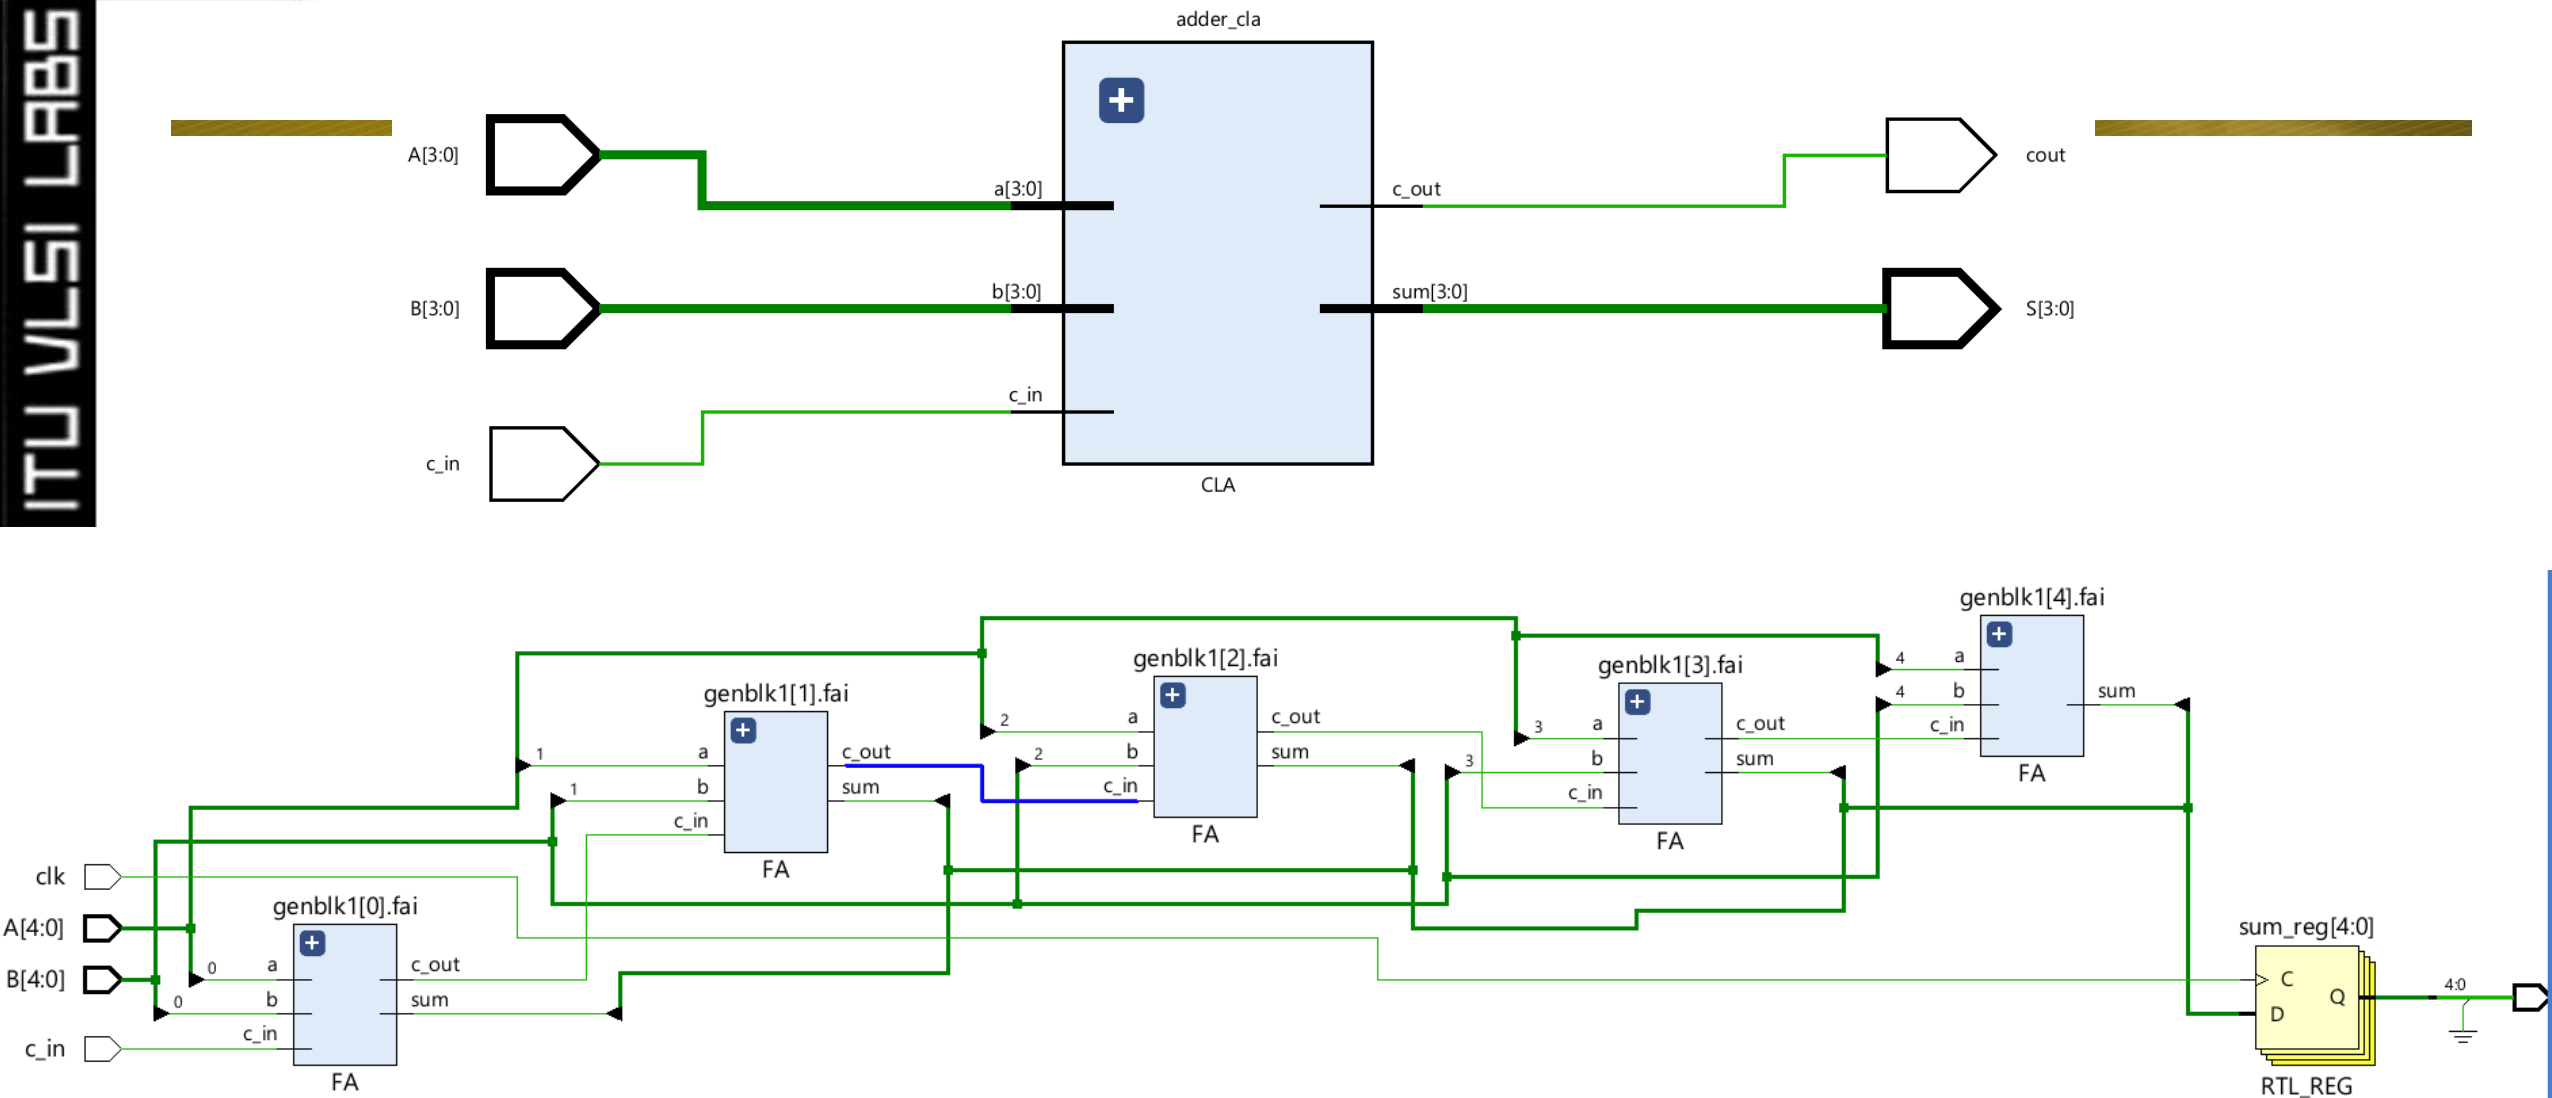 ITU VLSI LABS
adder_cla
A[3:0]
a[3:0]
c_out
cout
B[3:0]
b[3:0]
sum[3:0]
S[3:0]
c_in
c_in
CLA
genblk1[4].fai
4 a
4 b
c_in
sum
FA
genblk1[2].fai
2 a
2 b
c_in
c_out
sum
FA
genblk1[3].fai
3 a
3 b
c_in
c_out
sum
FA
genblk1[1].fai
1 a
1 b
c_in
c_out
sum
FA
clk
A[4:0]
B[4:0]
c_in
genblk1[0].fai
0 a
0 b
c_in
c_out
sum
FA
sum_reg[4:0]
C
D
Q
4:0
RTL_REG